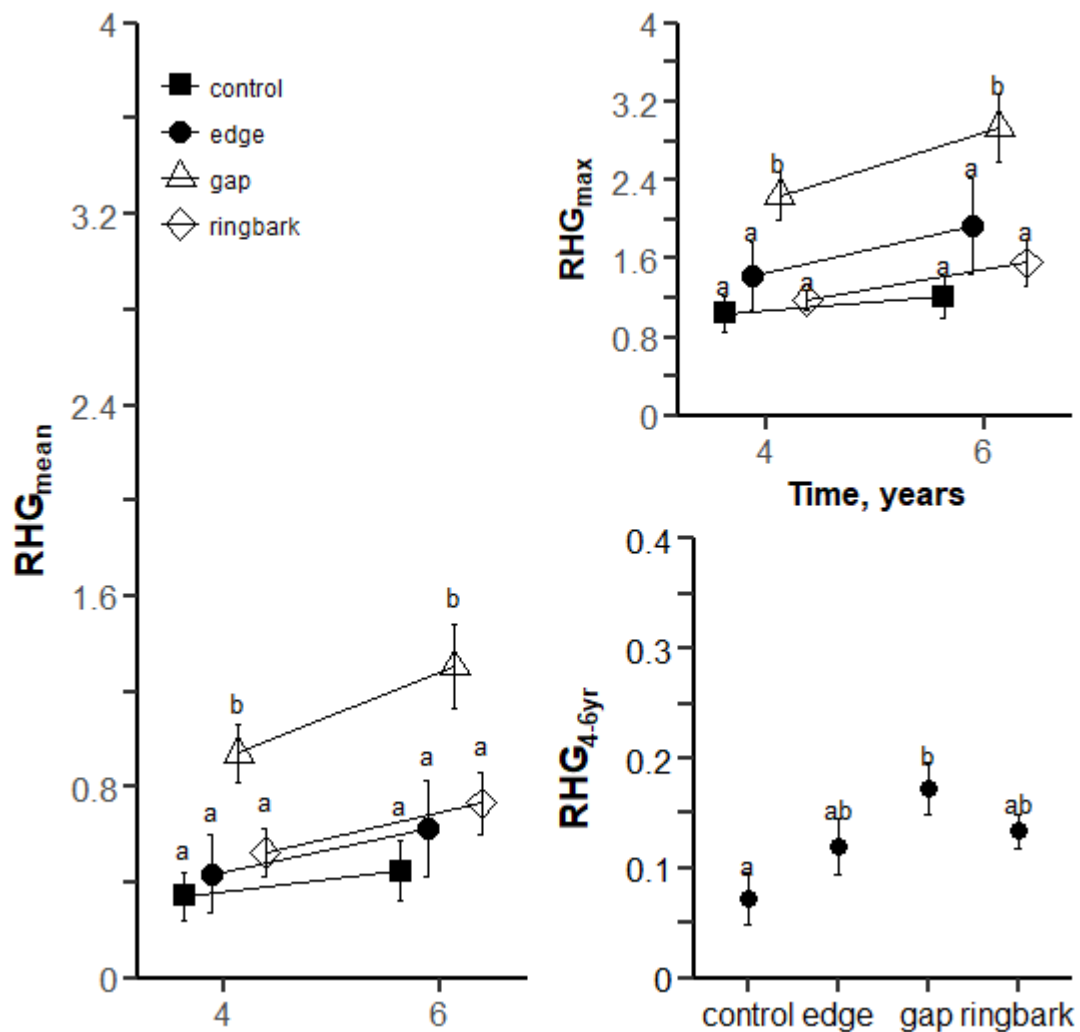 4
3.2
2.4
1.6
0.8
0
RHGmean
control
edge
gap
ringbark
a
a
b
a
a
a
b
a
4
6
4
3.2
2.4
1.6
0.8
0
RHGmax
a
a
b
a
a
a
b
a
4
6
Time, years
0.4
0.3
0.2
0.1
0
RHG4-6yr
a
ab
b
ab
control edge gap ringbark